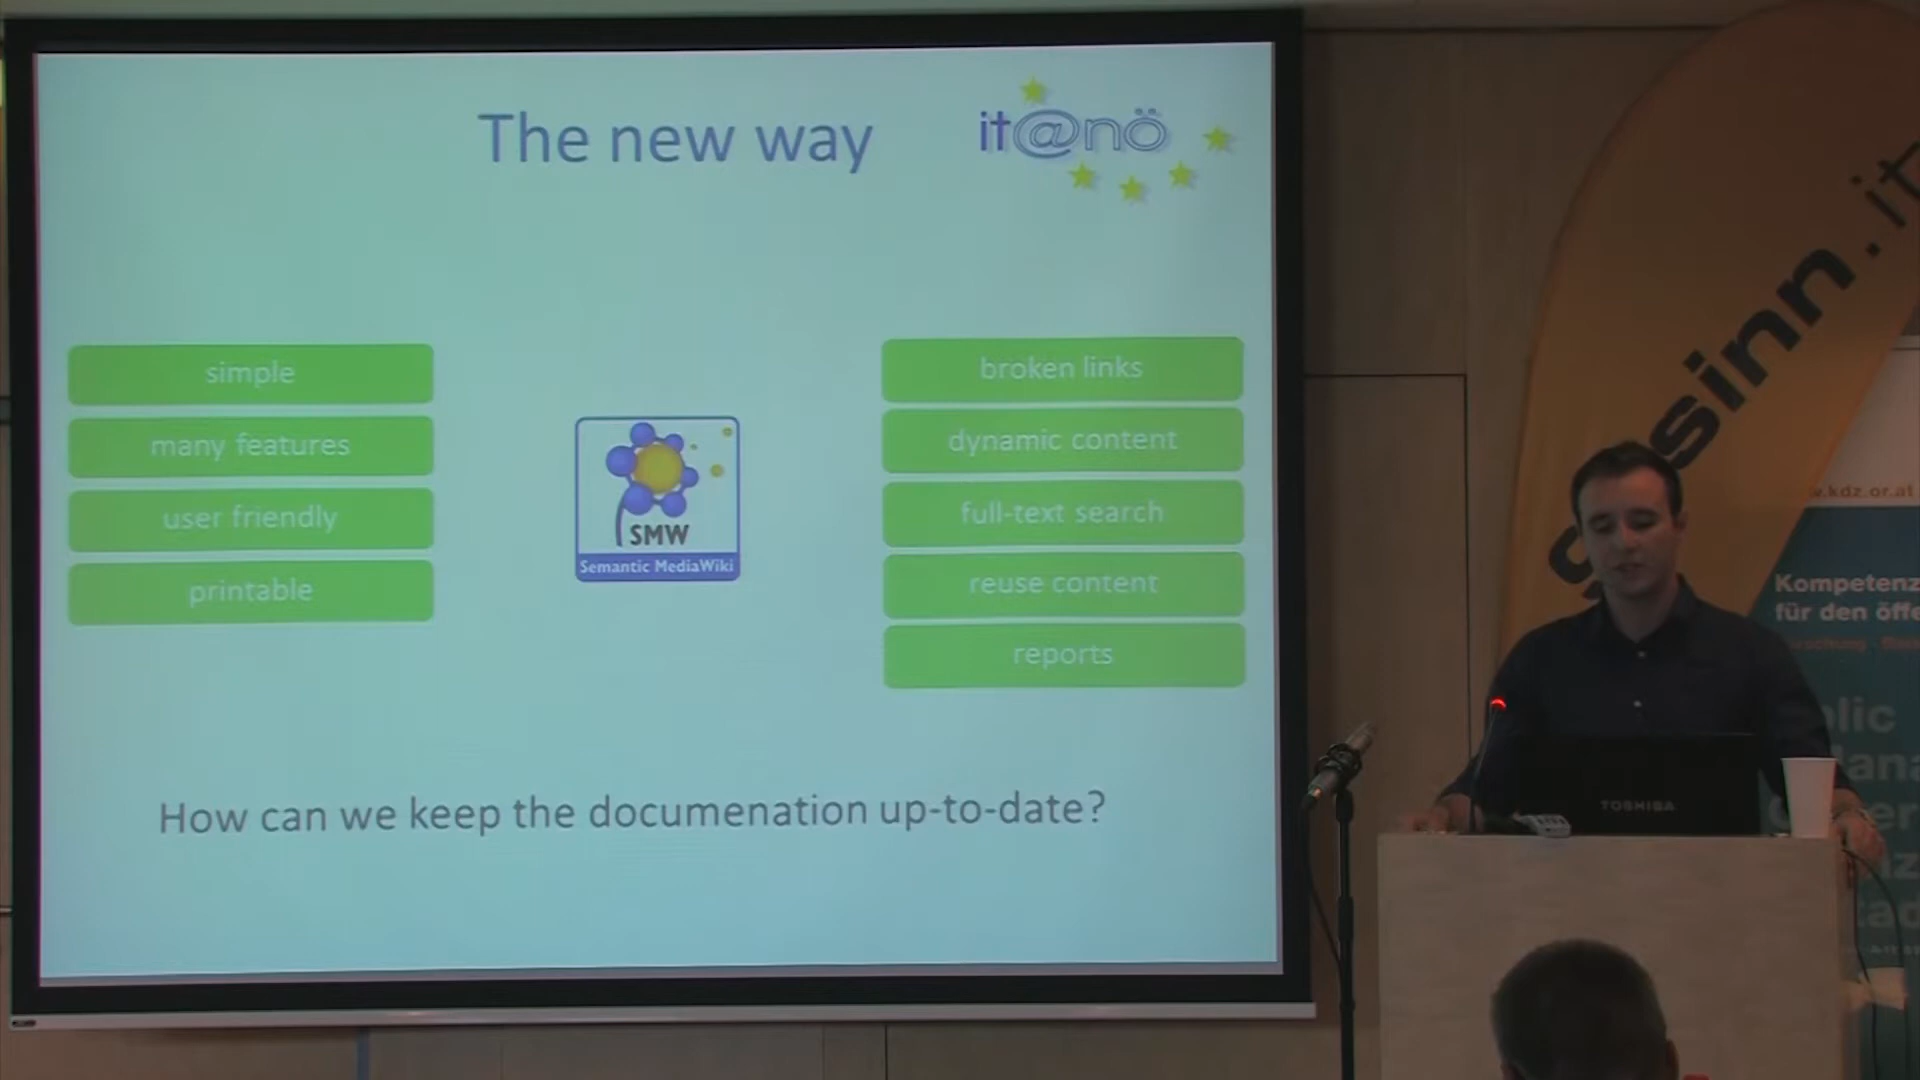 The new way
it@nö
simple
many features
user friendly
printable
SMW
Semantic MediaWiki
broken links
dynamic content
full-text search
reuse content
reports
How can we keep the documenation up-to-date?
sinn.it
.kdz.or.at
Kompetenz
für den öffe
TOSHIBA